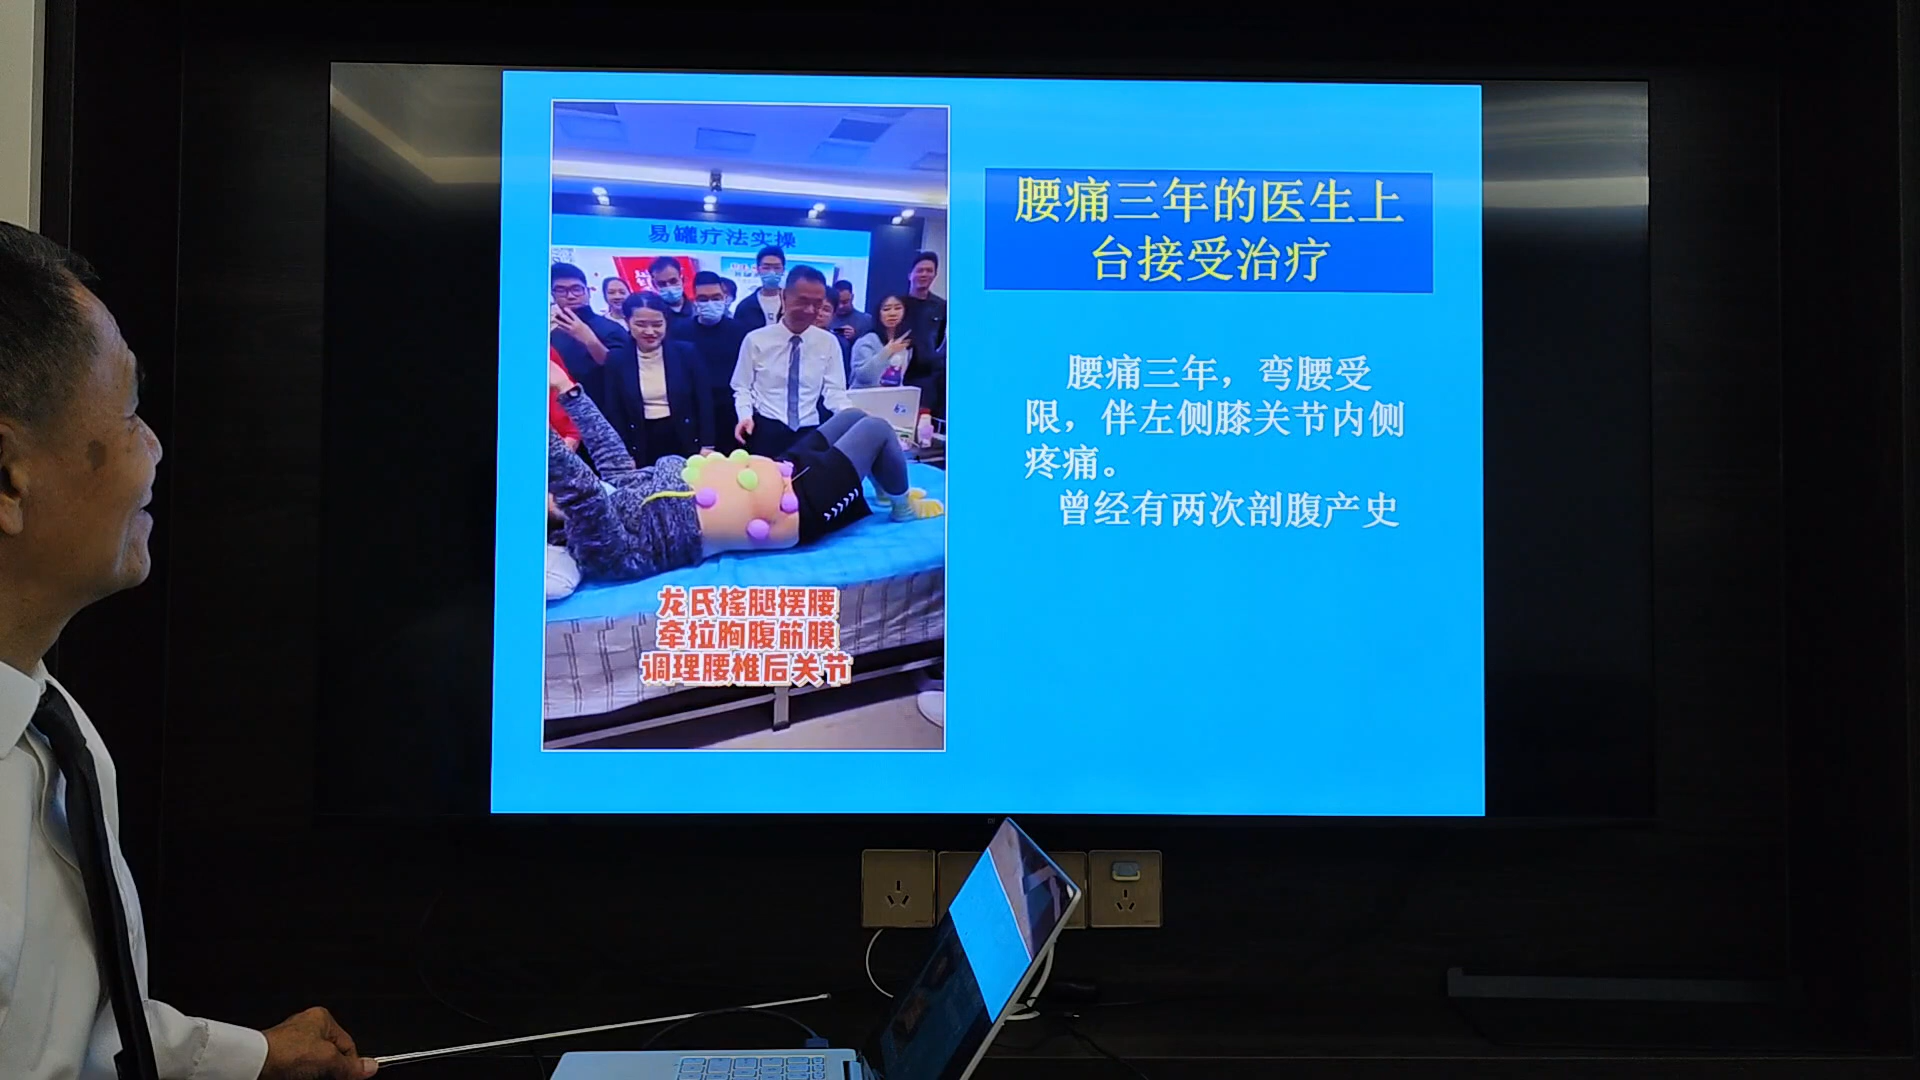 易罐疗法实操
龙氏摇腿摆腰
牵拉胸腹筋膜
调理腰椎后关节
腰痛三年的医生上
台接受治疗
腰痛三年，弯腰受
限，伴左侧膝关节内侧
疼痛。
曾经有两次剖腹产史